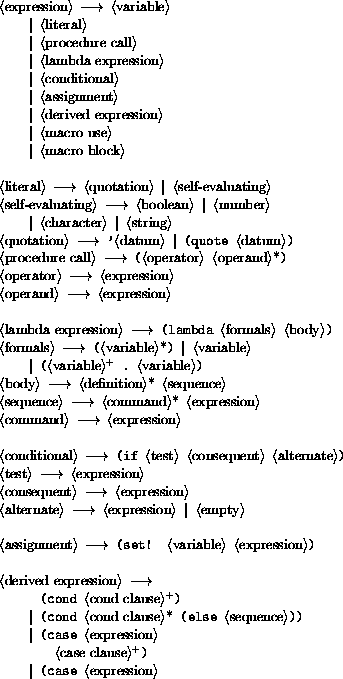 ⟨expression⟩ ⟶ ⟨variable⟩
| ⟨literal⟩
| ⟨procedure call⟩
| ⟨lambda expression⟩
| ⟨conditional⟩
| ⟨assignment⟩
| ⟨derived expression⟩
| ⟨macro use⟩
| ⟨macro block⟩
⟨literal⟩ ⟶ ⟨quotation⟩ | ⟨self-evaluating⟩
⟨self-evaluating⟩ ⟶ ⟨boolean⟩ | ⟨number⟩
| ⟨character⟩ | ⟨string⟩
⟨quotation⟩ ⟶ '⟨datum⟩ | (quote ⟨datum⟩)
⟨procedure call⟩ ⟶ (⟨operator⟩ ⟨operand⟩*)
⟨operator⟩ ⟶ ⟨expression⟩
⟨operand⟩ ⟶ ⟨expression⟩
⟨lambda expression⟩ ⟶ (lambda ⟨formals⟩ ⟨body⟩)
⟨formals⟩ ⟶ (⟨variable⟩*) | ⟨variable⟩
| (⟨variable⟩⁺ . ⟨variable⟩)
⟨body⟩ ⟶ ⟨definition⟩* ⟨sequence⟩
⟨sequence⟩ ⟶ ⟨command⟩* ⟨expression⟩
⟨command⟩ ⟶ ⟨expression⟩
⟨conditional⟩ ⟶ (if ⟨test⟩ ⟨consequent⟩ ⟨alternate⟩)
⟨test⟩ ⟶ ⟨expression⟩
⟨consequent⟩ ⟶ ⟨expression⟩
⟨alternate⟩ ⟶ ⟨expression⟩ | ⟨empty⟩
⟨assignment⟩ ⟶ (set! ⟨variable⟩ ⟨expression⟩)
⟨derived expression⟩ ⟶
(cond ⟨cond clause⟩⁺)
| (cond ⟨cond clause⟩* (else ⟨sequence⟩))
| (case ⟨expression⟩
⟨case clause⟩⁺)
| (case ⟨expression⟩